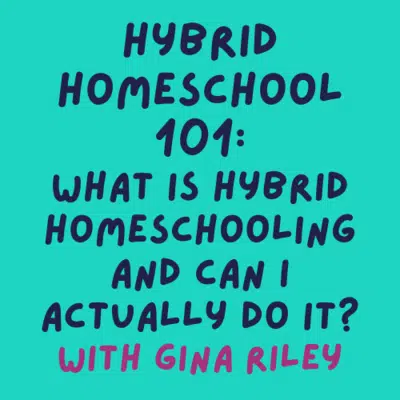 HYBRID
HOMESCHOOL
101:
WHAT IS HYBRID
HOMESCHOOLING
AND CAN I
ACTUALLY DO IT?
WITH GINA RILEY